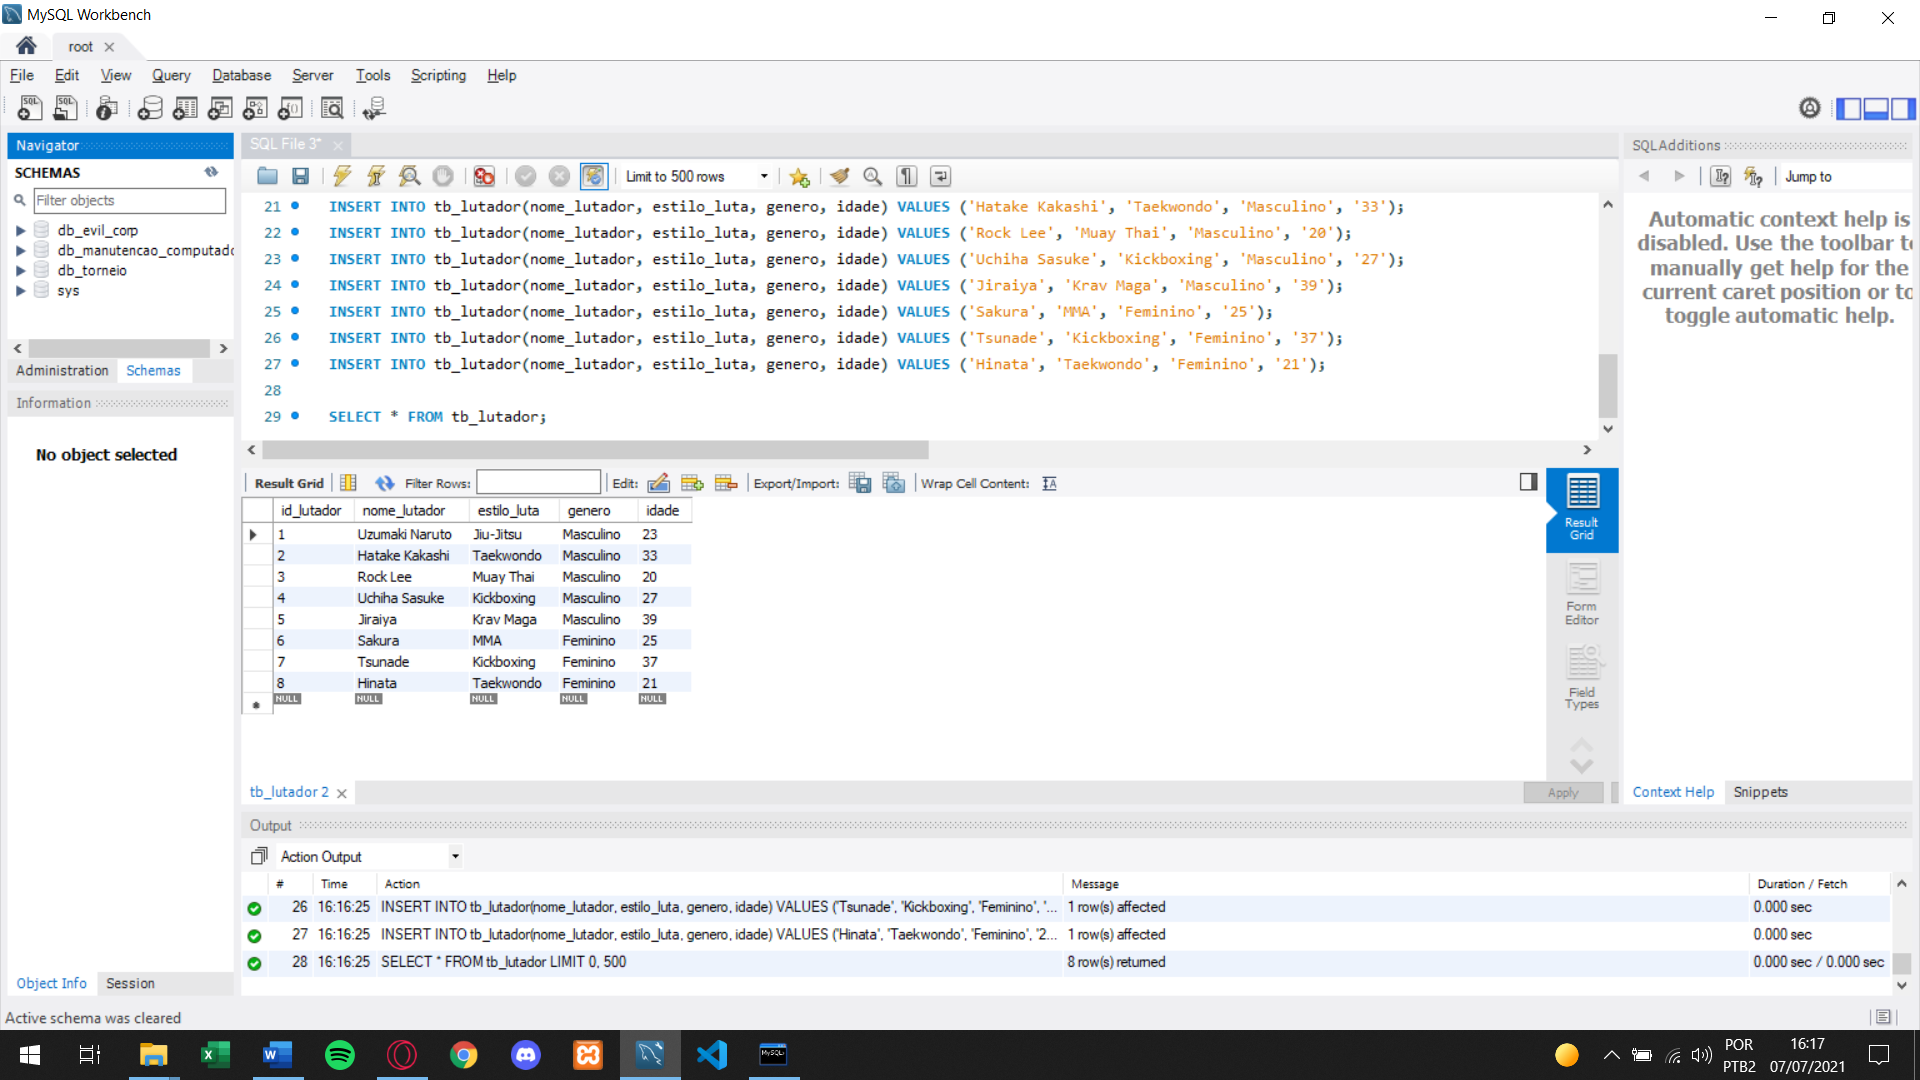 MySQL Workbench
root
File Edit View Query Database Server Tools Scripting Help
Navigator
SCHEMAS
Filter objects
db_evil_corp
db_manutencao_computado
db_torneio
sys
Administration Schemas
Information
No object selected
Object Info Session
SQL File 3*
Limit to 500 rows
21 INSERT INTO tb_lutador(nome_lutador, estilo_luta, genero, idade) VALUES ('Hatake Kakashi', 'Taekwondo', 'Masculino', '33');
22 INSERT INTO tb_lutador(nome_lutador, estilo_luta, genero, idade) VALUES ('Rock Lee', 'Muay Thai', 'Masculino', '20');
23 INSERT INTO tb_lutador(nome_lutador, estilo_luta, genero, idade) VALUES ('Uchiha Sasuke', 'Kickboxing', 'Masculino', '27');
24 INSERT INTO tb_lutador(nome_lutador, estilo_luta, genero, idade) VALUES ('Jiraiya', 'Krav Maga', 'Masculino', '39');
25 INSERT INTO tb_lutador(nome_lutador, estilo_luta, genero, idade) VALUES ('Sakura', 'MMA', 'Feminino', '25');
26 INSERT INTO tb_lutador(nome_lutador, estilo_luta, genero, idade) VALUES ('Tsunade', 'Kickboxing', 'Feminino', '37');
27 INSERT INTO tb_lutador(nome_lutador, estilo_luta, genero, idade) VALUES ('Hinata', 'Taekwondo', 'Feminino', '21');
28
29 SELECT * FROM tb_lutador;
Result Grid Filter Rows: Edit: Export/Import: Wrap Cell Content:
id_lutador nome_lutador estilo_luta genero idade
1 Uzumaki Naruto Jiu-Jitsu Masculino 23
2 Hatake Kakashi Taekwondo Masculino 33
3 Rock Lee Muay Thai Masculino 20
4 Uchiha Sasuke Kickboxing Masculino 27
5 Jiraiya Krav Maga Masculino 39
6 Sakura MMA Feminino 25
7 Tsunade Kickboxing Feminino 37
8 Hinata Taekwondo Feminino 21
NULL NULL NULL NULL NULL
Result
Grid
Form
Editor
Field
Types
tb_lutador 2
Apply
SQLAdditions
Jump to
Automatic context help is
disabled. Use the toolbar to
manually get help for the
current caret position or to
toggle automatic help.
Context Help Snippets
Output
Action Output
# Time Action Message Duration / Fetch
26 16:16:25 INSERT INTO tb_lutador(nome_lutador, estilo_luta, genero, idade) VALUES ('Tsunade', 'Kickboxing', 'Feminino', '... 1 row(s) affected 0.000 sec
27 16:16:25 INSERT INTO tb_lutador(nome_lutador, estilo_luta, genero, idade) VALUES ('Hinata', 'Taekwondo', 'Feminino', '2... 1 row(s) affected 0.000 sec
28 16:16:25 SELECT * FROM tb_lutador LIMIT 0, 500 8 row(s) returned 0.000 sec / 0.000 sec
Active schema was cleared
POR
PTB2
16:17
07/07/2021